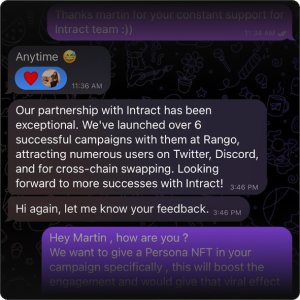 Thanks martin for your constant support for
Intract team :))
11:34 AM
Anytime 😅
11:36 AM
Our partnership with Intract has been
exceptional. We've launched over 6
successful campaigns with them at Rango,
attracting numerous users on Twitter, Discord,
and for cross-chain swapping. Looking
forward to more successes with Intract!
3:46 PM
Hi again, let me know your feedback.
3:46 PM
Hey Martin , how are you ?
We want to give a Persona NFT in your
campaign specifically , this will boost the
engagement and would give that viral effect